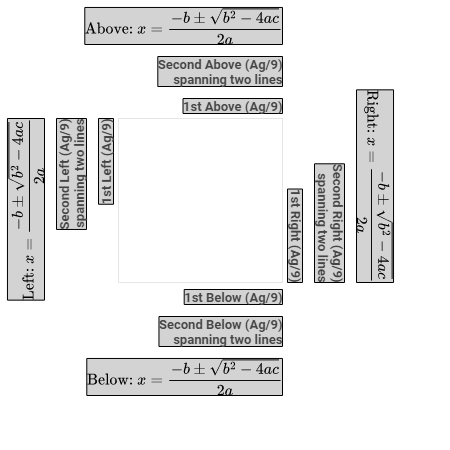 Above: x = \frac{-b \pm \sqrt{b^2 - 4ac}}{2a}
Second Above (Ag/9)
spanning two lines
1st Above (Ag/9)
Left: x = \frac{-b \pm \sqrt{b^2 - 4ac}}{2a}
Second Left (Ag/9)
spanning two lines
1st Left (Ag/9)
1st Right (Ag/9)
Second Right (Ag/9)
spanning two lines
Right: x = \frac{-b \pm \sqrt{b^2 - 4ac}}{2a}
1st Below (Ag/9)
Second Below (Ag/9)
spanning two lines
Below: x = \frac{-b \pm \sqrt{b^2 - 4ac}}{2a}